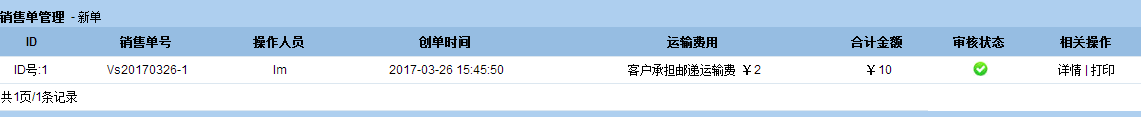 销售单管理 - 新单
ID 销售单号 操作人员 创单时间 运输费用 合计金额 审核状态 相关操作
ID号:1 Vs20170326-1 lm 2017-03-26 15:45:50 客户承担邮递运输费 ￥2 ￥10 详情 | 打印
共1页/1条记录